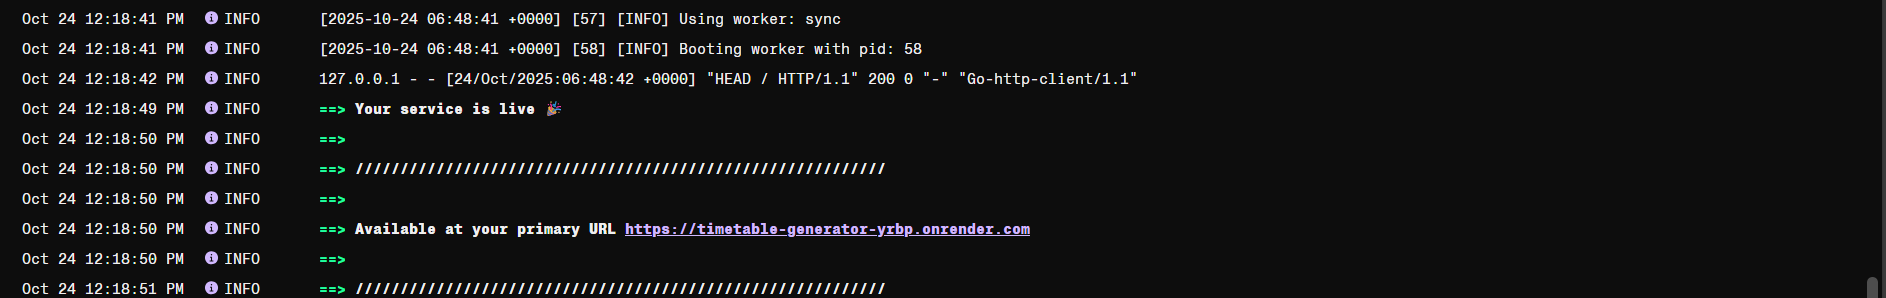 Oct 24 12:18:41 PM INFO [2025-10-24 06:48:41 +0000] [57] [INFO] Using worker: sync
Oct 24 12:18:41 PM INFO [2025-10-24 06:48:41 +0000] [58] [INFO] Booting worker with pid: 58
Oct 24 12:18:42 PM INFO 127.0.0.1 - - [24/Oct/2025:06:48:42 +0000] "HEAD / HTTP/1.1" 200 0 "-" "Go-http-client/1.1"
Oct 24 12:18:49 PM INFO ==> Your service is live 🎉
Oct 24 12:18:50 PM INFO ==>
Oct 24 12:18:50 PM INFO ==> ///////////////////////////////////////////////////////////
Oct 24 12:18:50 PM INFO ==>
Oct 24 12:18:50 PM INFO ==> Available at your primary URL https://timetable-generator-yrbp.onrender.com
Oct 24 12:18:50 PM INFO ==>
Oct 24 12:18:51 PM INFO ==> ///////////////////////////////////////////////////////////